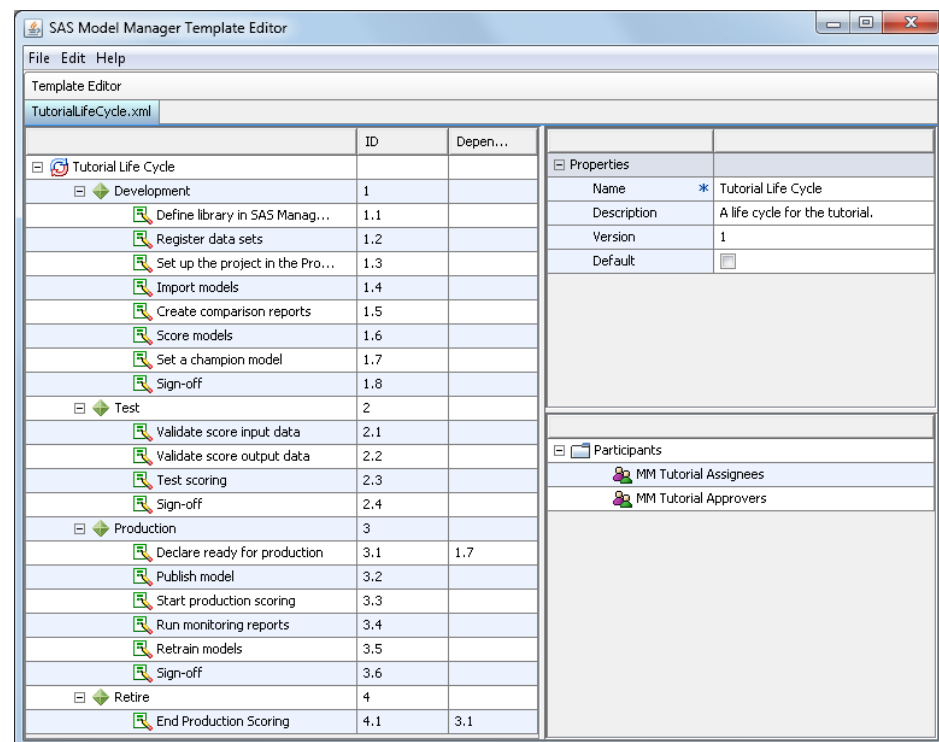 SAS Model Manager Template Editor
File Edit Help
Template Editor
TutorialLifeCycle.xml
ID Depen...
Tutorial Life Cycle
Development 1
Define library in SAS Manag... 1.1
Register data sets 1.2
Set up the project in the Pro... 1.3
Import models 1.4
Create comparison reports 1.5
Score models 1.6
Set a champion model 1.7
Sign-off 1.8
Test 2
Validate score input data 2.1
Validate score output data 2.2
Test scoring 2.3
Sign-off 2.4
Production 3
Declare ready for production 3.1 1.7
Publish model 3.2
Start production scoring 3.3
Run monitoring reports 3.4
Retrain models 3.5
Sign-off 3.6
Retire 4
End Production Scoring 4.1 3.1
Properties
Name * Tutorial Life Cycle
Description A life cycle for the tutorial.
Version 1
Default
Participants
MM Tutorial Assignees
MM Tutorial Approvers